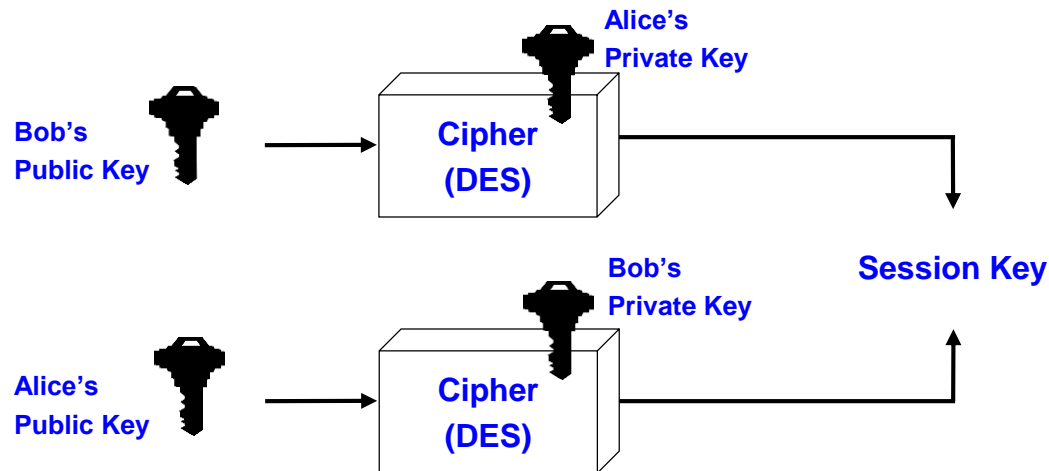 Alice’s
Private Key
Bob’s
Public Key
Cipher
(DES)
Bob’s
Private Key
Session Key
Alice’s
Public Key
Cipher
(DES)